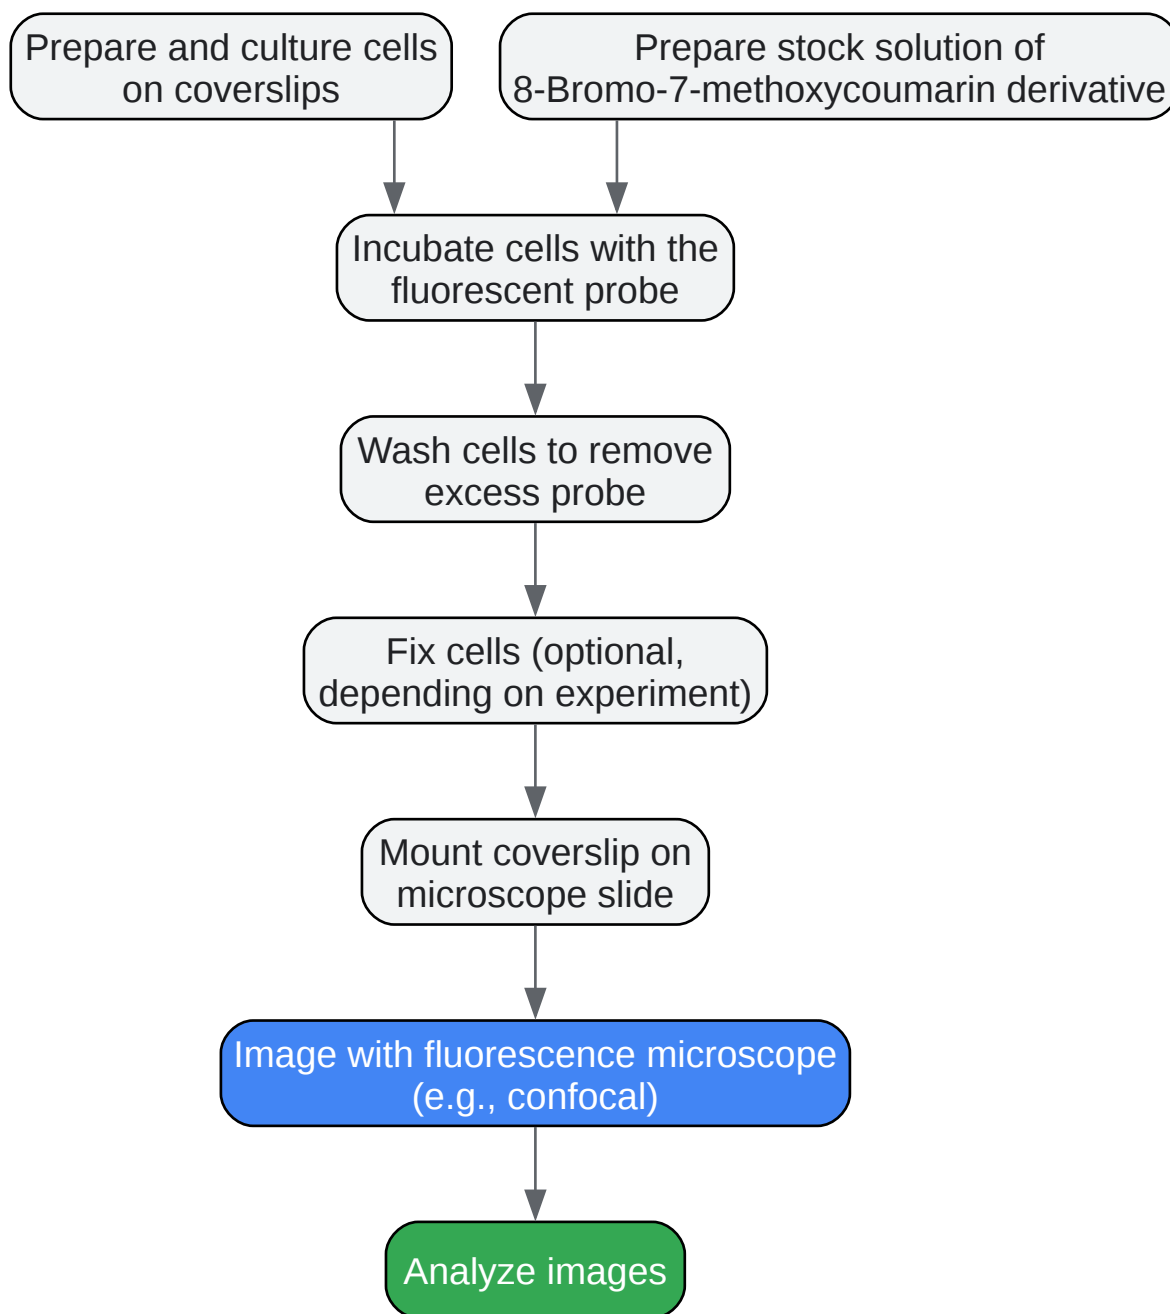 Prepare and culture cells
on coverslips
Prepare stock solution of
8-Bromo-7-methoxycoumarin derivative
Incubate cells with the
fluorescent probe
Wash cells to remove
excess probe
Fix cells (optional,
depending on experiment)
Mount coverslip on
microscope slide
Image with fluorescence microscope
(e.g., confocal)
Analyze images